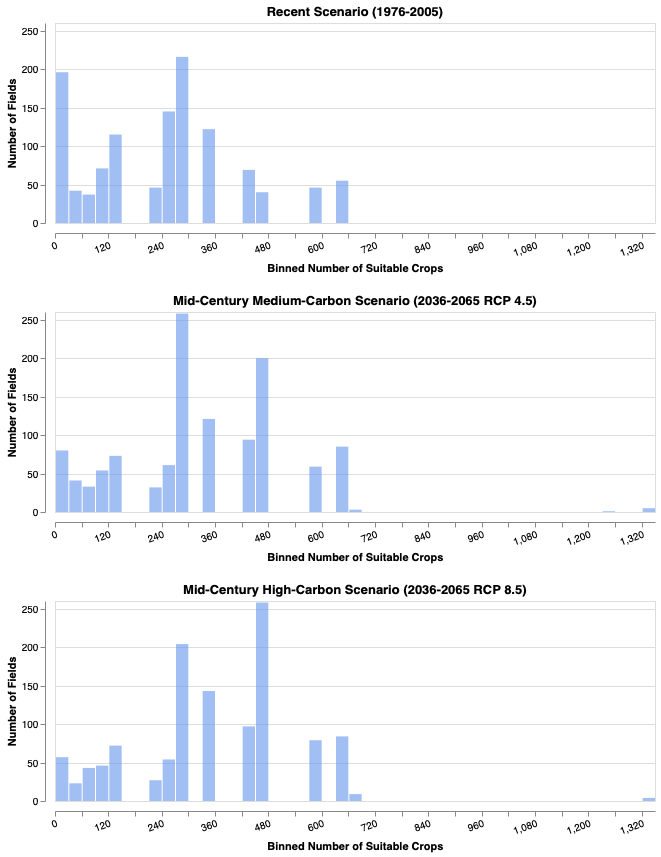 Recent Scenario (1976-2005)
250
200
150
100
50
0
Number of Fields
0 120 240 360 480 600 720 840 960 1,080 1,200 1,320
Binned Number of Suitable Crops
Mid-Century Medium-Carbon Scenario (2036-2065 RCP 4.5)
250
200
150
100
50
0
Number of Fields
0 120 240 360 480 600 720 840 960 1,080 1,200 1,320
Binned Number of Suitable Crops
Mid-Century High-Carbon Scenario (2036-2065 RCP 8.5)
250
200
150
100
50
0
Number of Fields
0 120 240 360 480 600 720 840 960 1,080 1,200 1,320
Binned Number of Suitable Crops